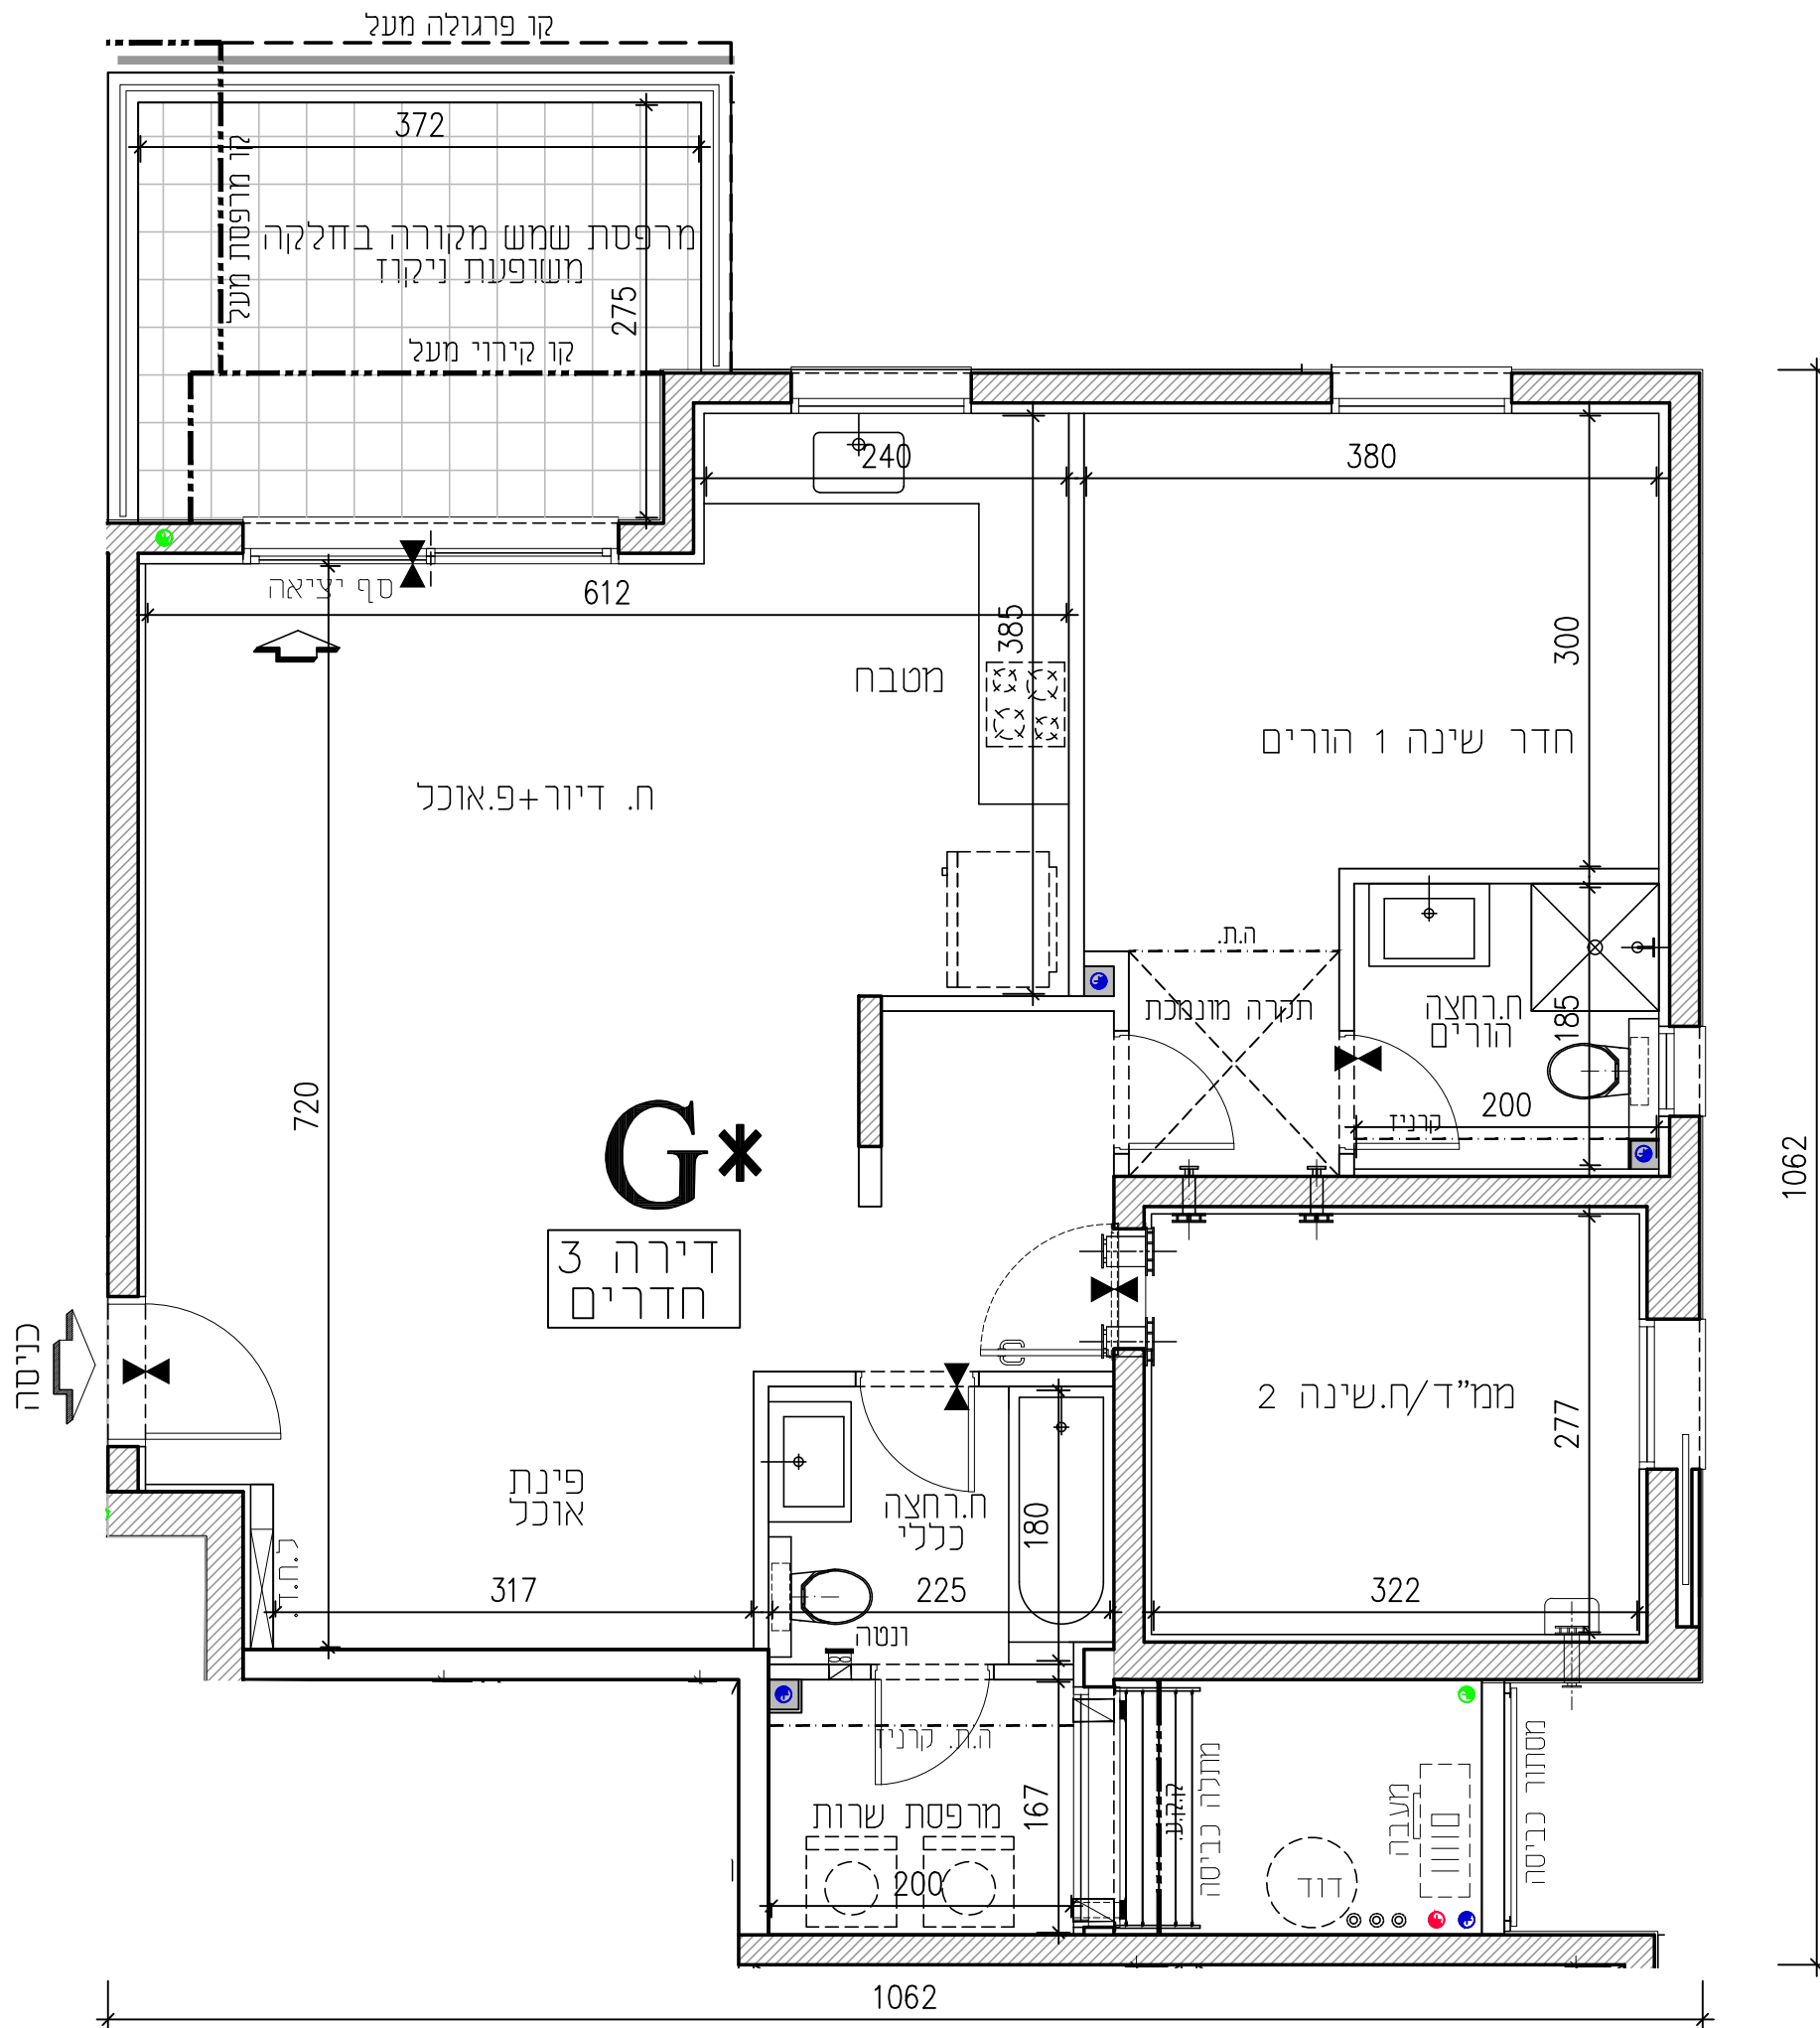 קו פרגולה מעל
372
קו מרפסת מעל
מרפסת שמש מקורה בחלקה
משופעת ניקוז
275
קו קירוי מעל
240
380
סף יציאה
612
385
300
מטבח
חדר שינה 1 הורים
ח. דיור+פ.אוכל
ה.ת.
תקרה מונמכת
ח.רחצה
הורים
185
200
קרניז
720
G*
דירה 3
חדרים
1062
כניסה
ממ"ד/ח.שינה 2
277
פינת
אוכל
ח.רחצה
כללי
180
ל.ח.ד.
317
225
322
ונטה
ה.ת. קרניז
מרפסת שרות
167
200
ק.ק.ע.
מתלה כביסה
דוד
מעבה
מסתור כביסה
1062